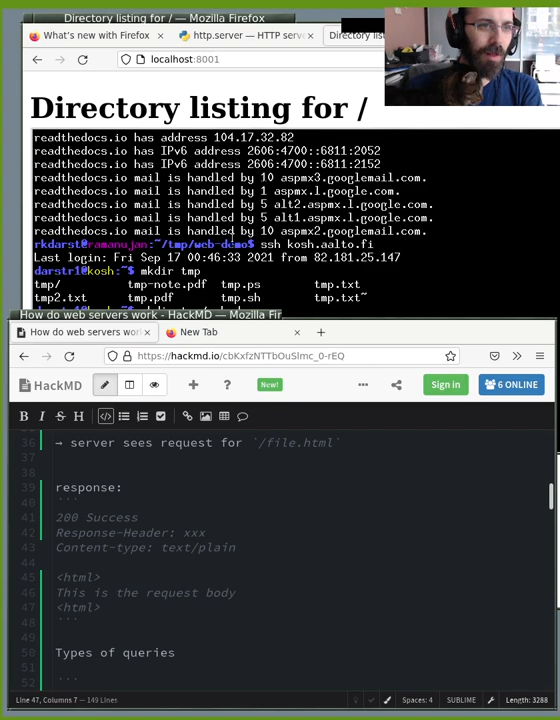 Directory listing for / — Mozilla Firefox
What's new with Firefox × http.server — HTTP serv × Directory lis
localhost:8001
Directory listing for /
readthedocs.io has address 104.17.32.82
readthedocs.io has IPv6 address 2606:4700::6811:2052
readthedocs.io has IPv6 address 2606:4700::6811:2152
readthedocs.io mail is handled by 10 aspmx3.googlemail.com.
readthedocs.io mail is handled by 1 aspmx.l.google.com.
readthedocs.io mail is handled by 5 alt2.aspmx.l.google.com.
readthedocs.io mail is handled by 5 alt1.aspmx.l.google.com.
readthedocs.io mail is handled by 10 aspmx2.googlemail.com.
rkdarst@ramanujan:~/tmp/web-demo$ ssh kosh.aalto.fi
Last login: Fri Sep 17 00:46:33 2021 from 82.181.25.147
darstr1@kosh:~$ mkdir tmp
tmp/ tmp-note.pdf tmp.ps tmp.txt
tmp2.txt tmp.pdf tmp.sh tmp.txt~
How do web servers work - HackMD — Mozilla Fir
How do web servers work × New Tab × +
https://hackmd.io/cbKxfzNTTbOuSlmc_0-rEQ
HackMD + ? New! Sign in 6 ONLINE
B I S H </>
36 → server sees request for `/file.html`
37
38
39 response:
40 ```
41 200 Success
42 Response-Header: xxx
43 Content-type: text/plain
44
45 <html>
46 This is the request body
47 <html>
48 ```
49
50 Types of queries
51
52 ```
Line 47, Columns 7 — 149 Lines Spaces: 4 SUBLIME Length: 3288